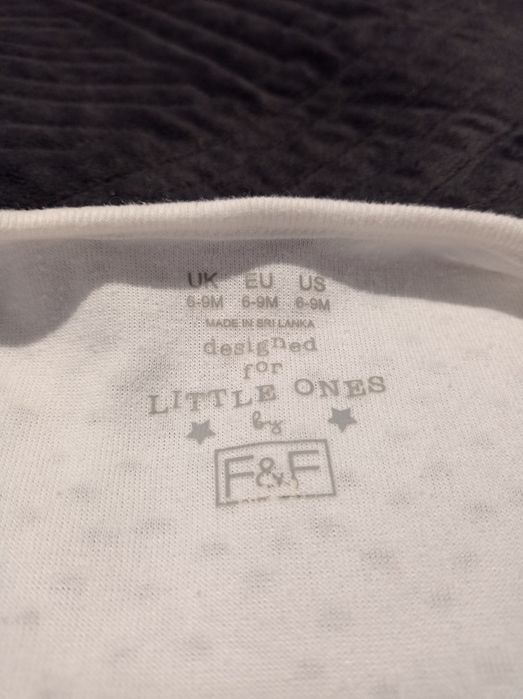 UK EU US
6-9M 6-9M 6-9M
MADE IN SRI LANKA
designed
for
LITTLE ONES
by
F&F